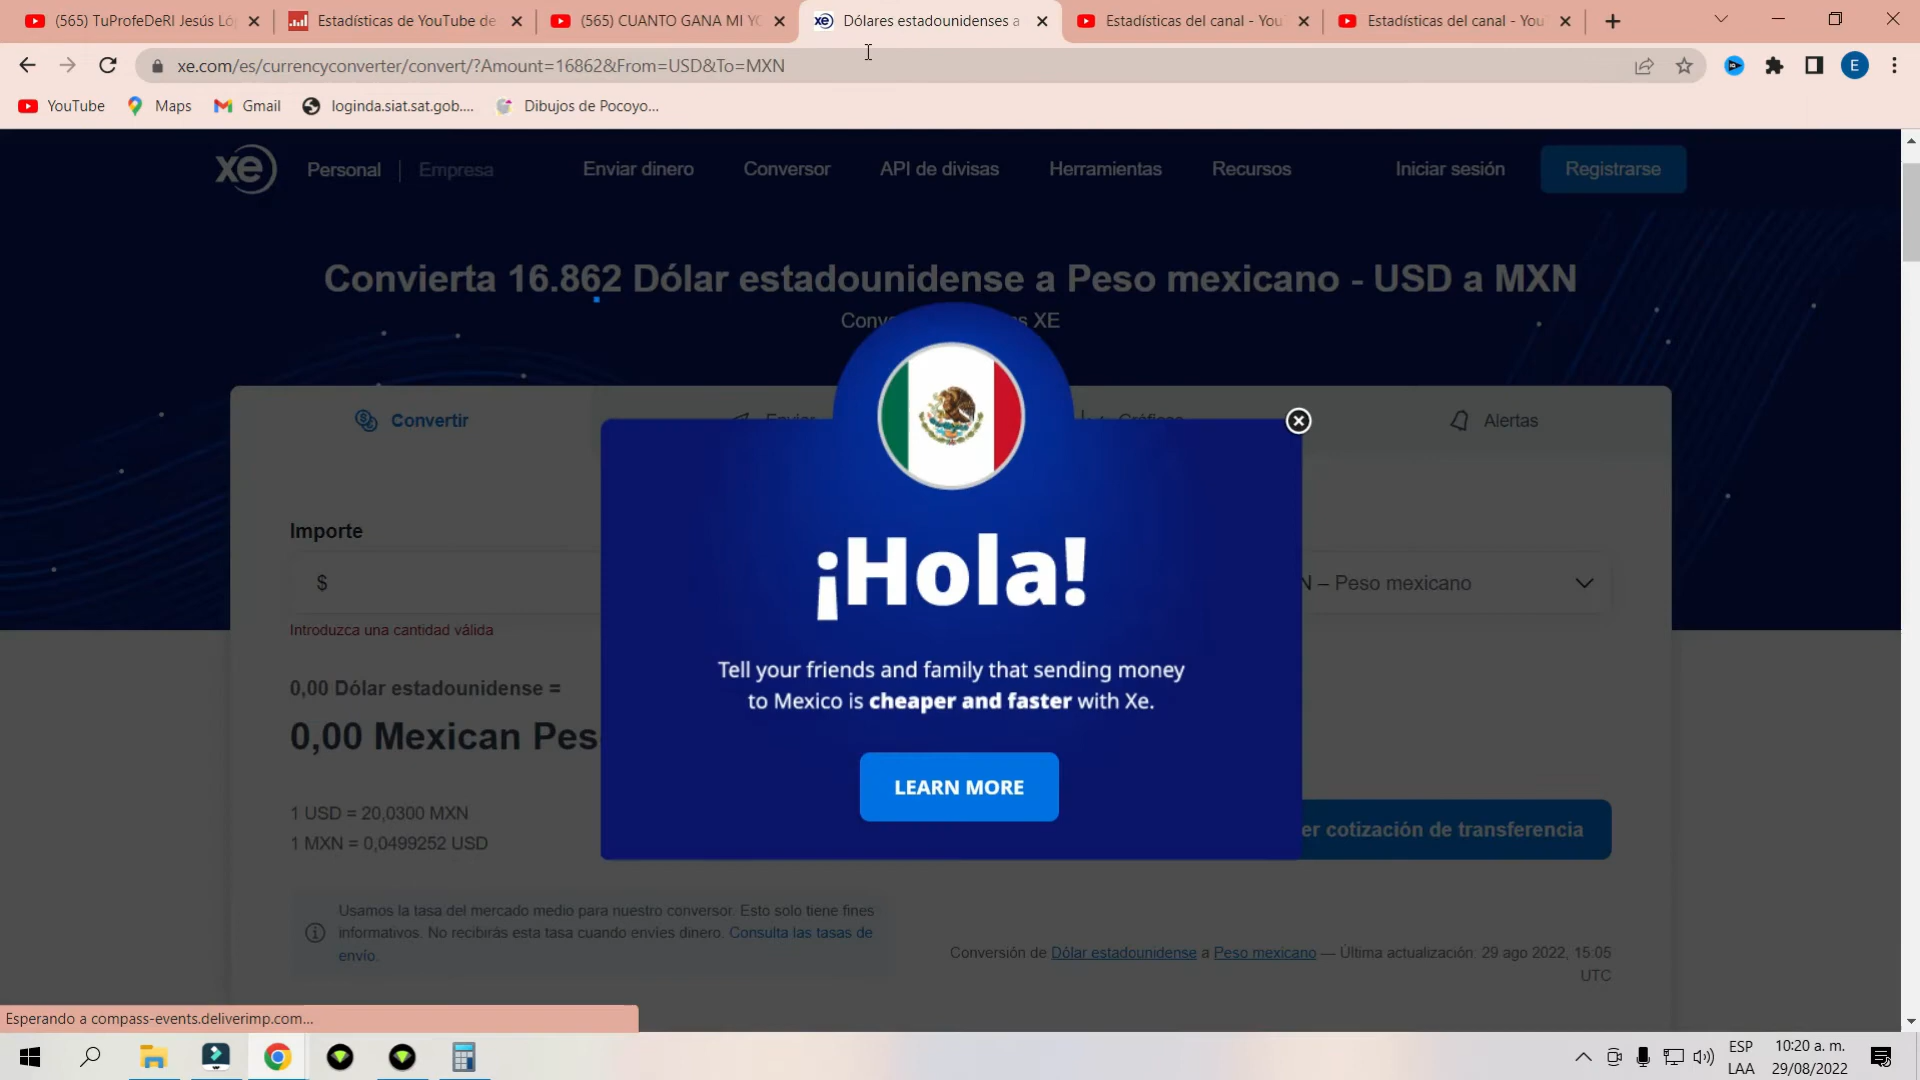 (565) TuProfeDeRI Jesús Ló
Estadísticas de YouTube de
(565) CUANTO GANA MI YO
Dólares estadounidenses a
Estadísticas del canal - You
Estadísticas del canal - You
xe.com/es/currencyconverter/convert/?Amount=16862&From=USD&To=MXN
E
YouTube
Maps
Gmail
loginda.siat.sat.gob....
Dibujos de Pocoyo...
xe
Personal
Empresa
Enviar dinero
Conversor
API de divisas
Herramientas
Recursos
Iniciar sesión
Registrarse
Convierta 16.862 Dólar estadounidense a Peso mexicano - USD a MXN
XE
Convertir
Alertas
Importe
$
N – Peso mexicano
Introduzca una cantidad válida
0,00 Dólar estadounidense =
0,00 Mexican Pes
1 USD = 20,0300 MXN
1 MXN = 0,0499252 USD
er cotización de transferencia
¡Hola!
Tell your friends and family that sending money
to Mexico is cheaper and faster with Xe.
LEARN MORE
Usamos la tasa del mercado medio para nuestro conversor. Esto solo tiene fines
informativos. No recibirás esta tasa cuando envíes dinero. Consulta las tasas de
envío.
Conversión de Dólar estadounidense a Peso mexicano — Última actualización: 29 ago 2022, 15:05
UTC
Esperando a compass-events.deliverimp.com...
ESP
LAA
10:20 a. m.
29/08/2022